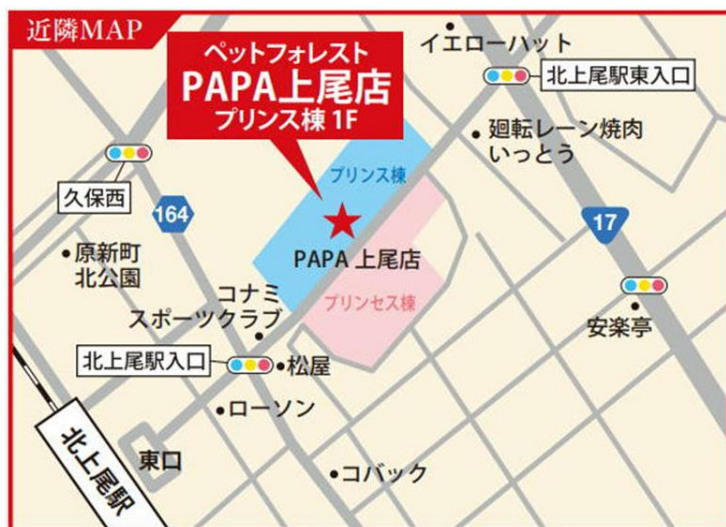 近隣MAP
ペットフォレスト
PAPA上尾店
プリンス棟 1F
イエローハット
北上尾駅東入口
廻転レーン焼肉
いっとう
久保西
164
プリンス棟
17
原新町
北公園
PAPA 上尾店
コナミ
スポーツクラブ
プリンセス棟
安楽亭
北上尾駅入口
松屋
ローソン
北上尾駅
東口
コバック